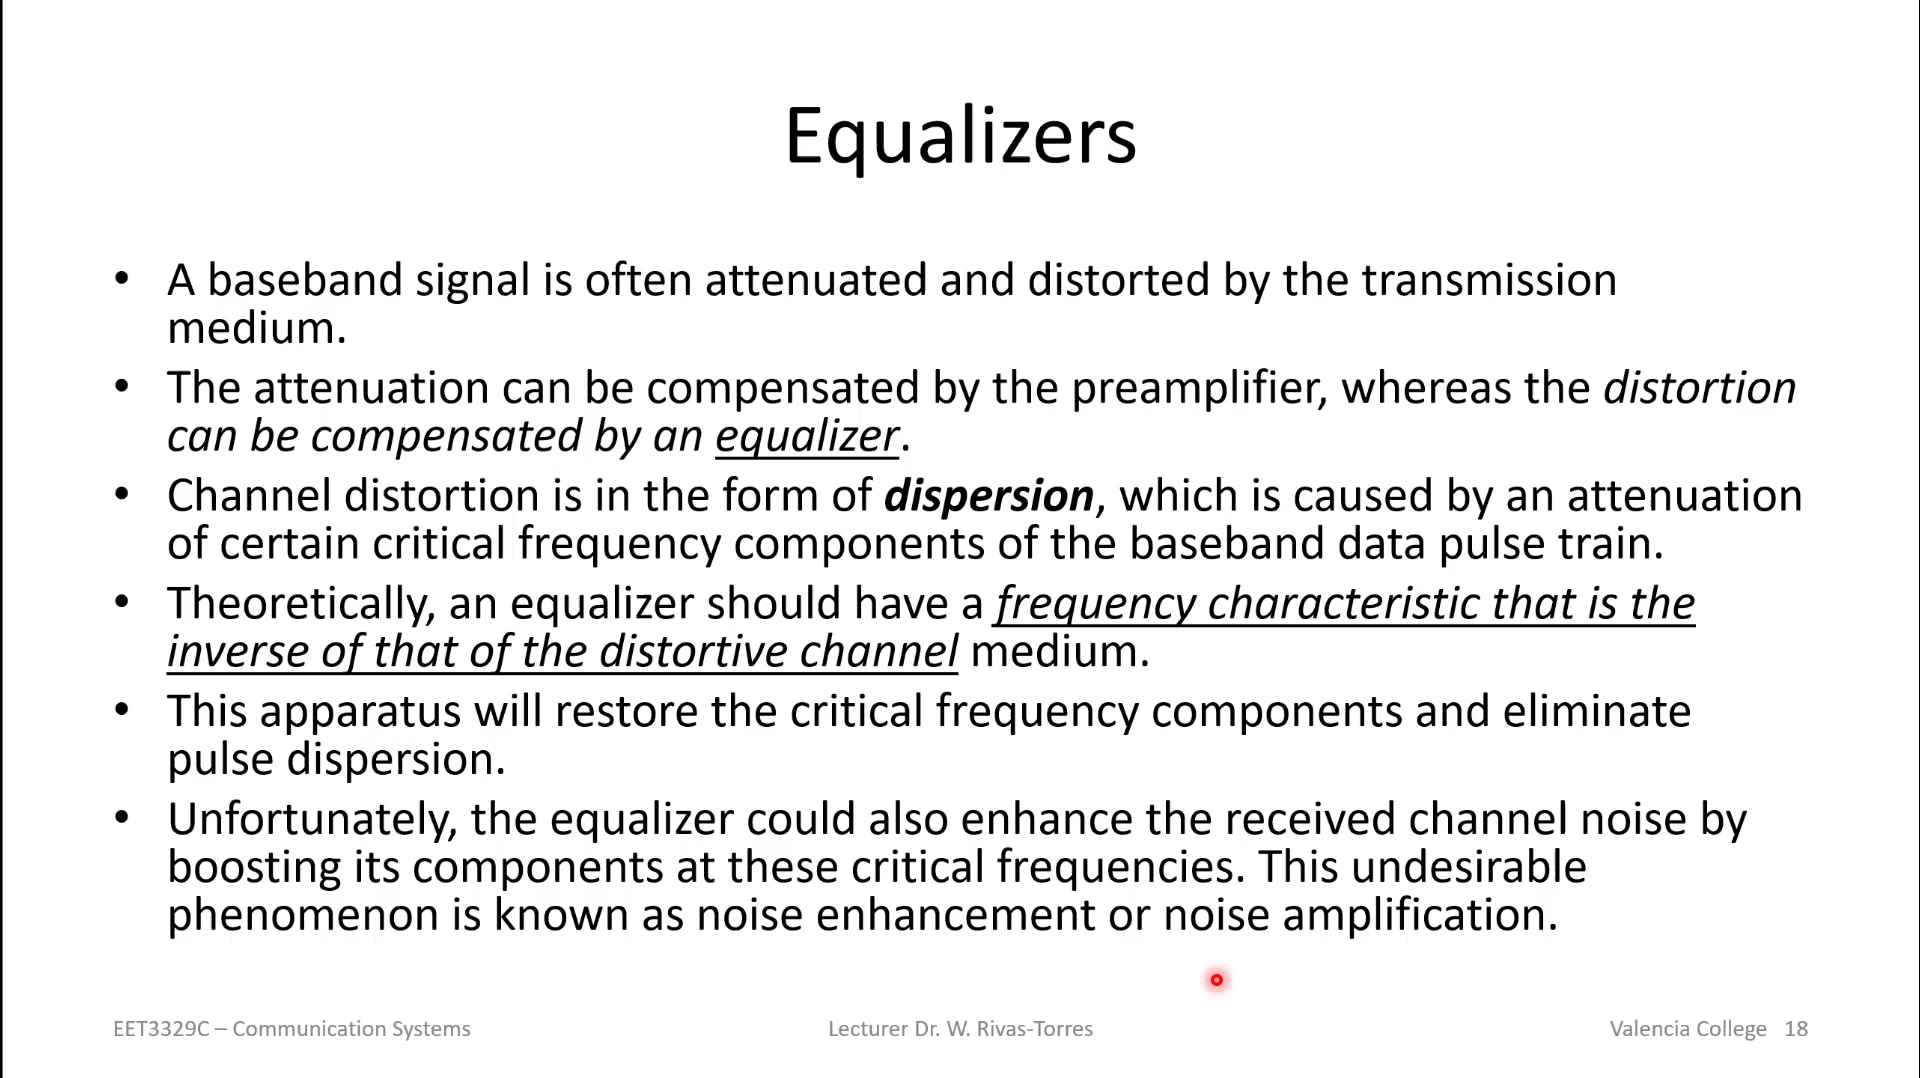 Equalizers
• A baseband signal is often attenuated and distorted by the transmission
medium.
• The attenuation can be compensated by the preamplifier, whereas the distortion
can be compensated by an equalizer.
• Channel distortion is in the form of dispersion, which is caused by an attenuation
of certain critical frequency components of the baseband data pulse train.
• Theoretically, an equalizer should have a frequency characteristic that is the
inverse of that of the distortive channel medium.
• This apparatus will restore the critical frequency components and eliminate
pulse dispersion.
• Unfortunately, the equalizer could also enhance the received channel noise by
boosting its components at these critical frequencies. This undesirable
phenomenon is known as noise enhancement or noise amplification.
EET3329C – Communication Systems Lecturer Dr. W. Rivas-Torres Valencia College 18